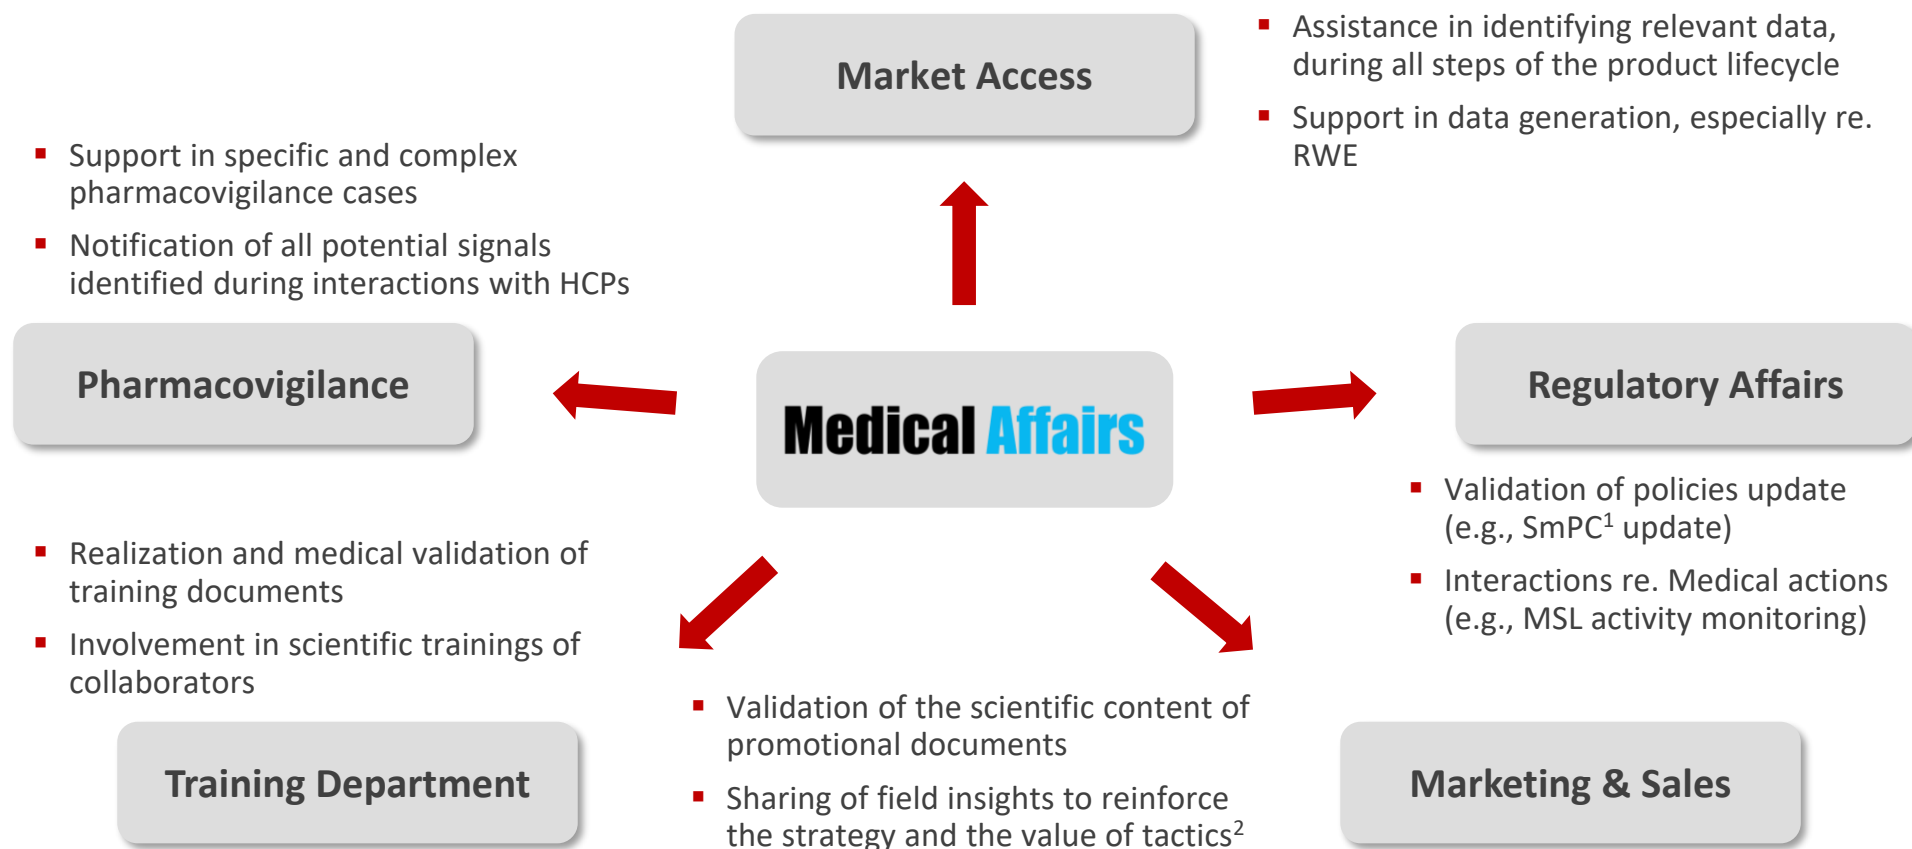 Market Access
▪ Assistance in identifying relevant data,
during all steps of the product lifecycle
▪ Support in data generation, especially re.
RWE
▪ Support in specific and complex
pharmacovigilance cases
▪ Notification of all potential signals
identified during interactions with HCPs
Pharmacovigilance
Medical Affairs
Regulatory Affairs
▪ Validation of policies update
(e.g., SmPC¹ update)
▪ Interactions re. Medical actions
(e.g., MSL activity monitoring)
▪ Realization and medical validation of
training documents
▪ Involvement in scientific trainings of
collaborators
Training Department
▪ Validation of the scientific content of
promotional documents
▪ Sharing of field insights to reinforce
the strategy and the value of tactics²
Marketing & Sales